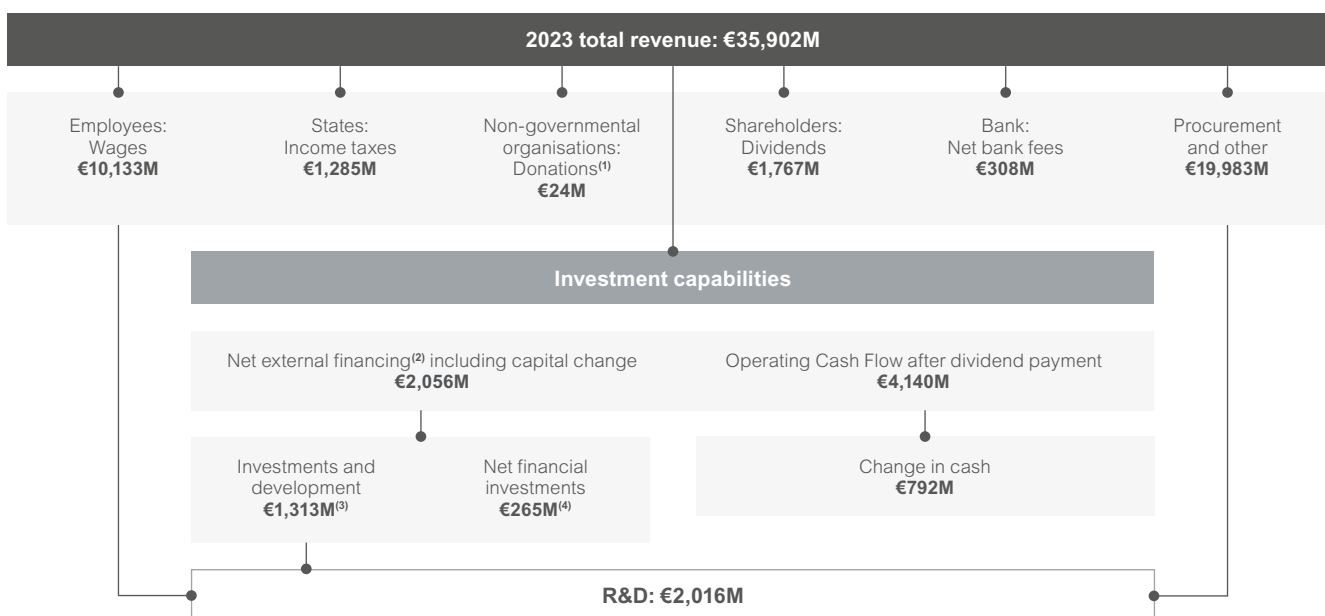 2023 total revenue: €35,902M
Employees:
Wages
€10,133M
States:
Income taxes
€1,285M
Non-governmental
organisations:
Donations(1)
€24M
Shareholders:
Dividends
€1,767M
Bank:
Net bank fees
€308M
Procurement
and other
€19,983M
Investment capabilities
Net external financing(2) including capital change
€2,056M
Operating Cash Flow after dividend payment
€4,140M
Investments and
development
€1,313M(3)
Net financial
investments
€265M(4)
Change in cash
€792M
R&D: €2,016M